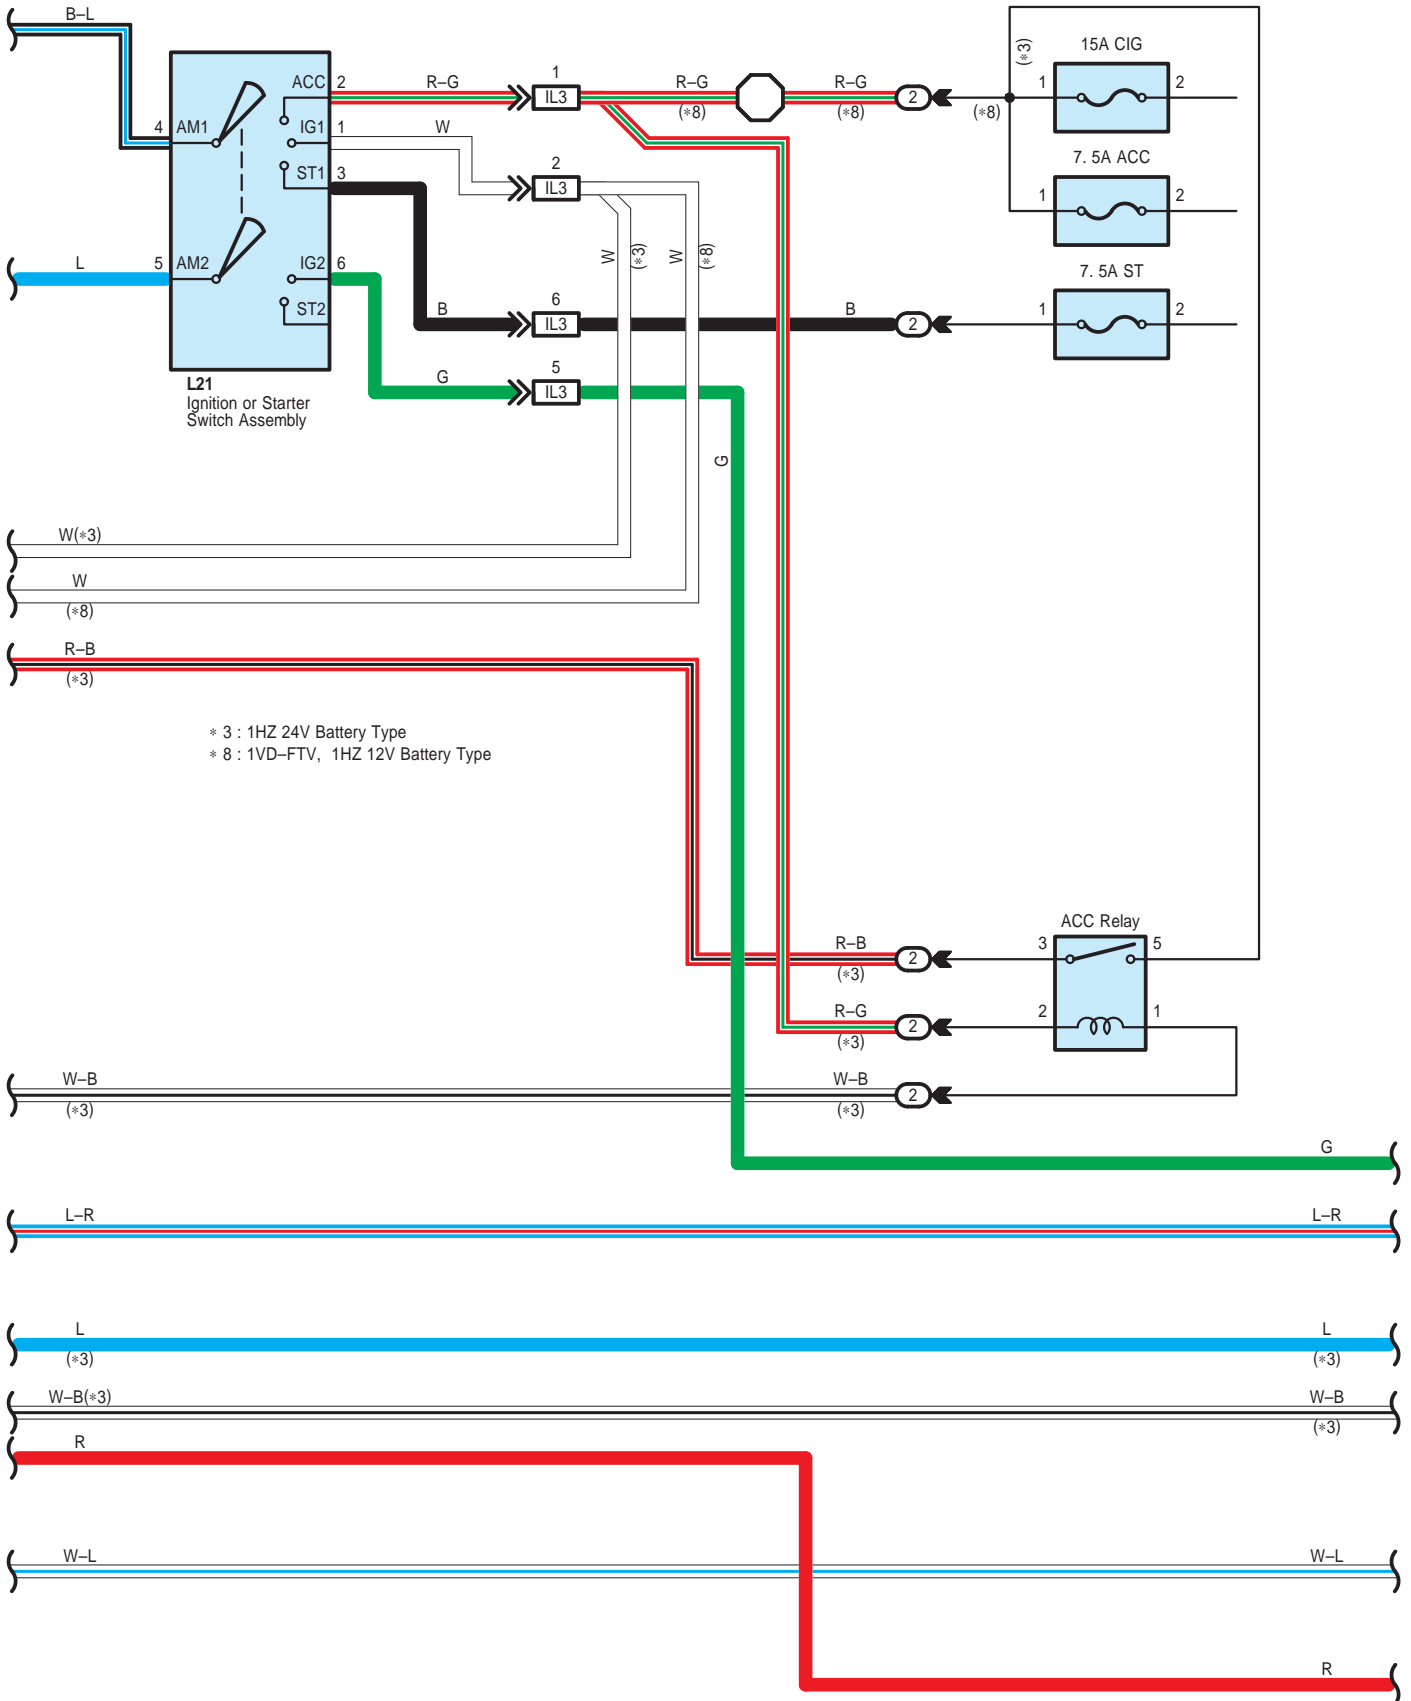 B–L
(∗3)
15A CIG
ACC 2 R–G 1 IL3 R–G R–G 2 1 2
(∗8) (∗8) (∗8)
4 AM1 IG1 1 W
7. 5A ACC
ST1 3 2 IL3 1 2
W (∗3) W (∗8)
L 5 AM2 IG2 6
7. 5A ST
ST2 B 6 IL3 B 2 1 2
G 5 IL3
L21
Ignition or Starter
Switch Assembly
G
W(∗3)
W
(∗8)
R–B
(∗3)
∗ 3 : 1HZ 24V Battery Type
∗ 8 : 1VD–FTV, 1HZ 12V Battery Type
ACC Relay
R–B 2 3 5
(∗3)
R–G 2 2 1
(∗3)
W–B W–B 2
(∗3) (∗3)
G
L–R L–R
L L
(∗3) (∗3)
W–B(∗3) W–B
(∗3)
R
W–L W–L
R